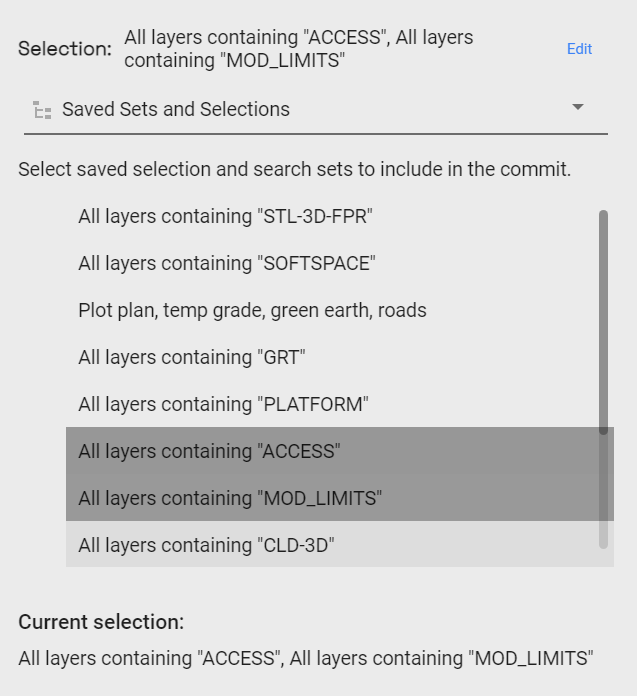 Selection:
All layers containing "ACCESS", All layers
containing "MOD_LIMITS"
Edit
Saved Sets and Selections
Select saved selection and search sets to include in the commit.
All layers containing "STL-3D-FPR"
All layers containing "SOFTSPACE"
Plot plan, temp grade, green earth, roads
All layers containing "GRT"
All layers containing "PLATFORM"
All layers containing "ACCESS"
All layers containing "MOD_LIMITS"
All layers containing "CLD-3D"
Current selection:
All layers containing "ACCESS", All layers containing "MOD_LIMITS"